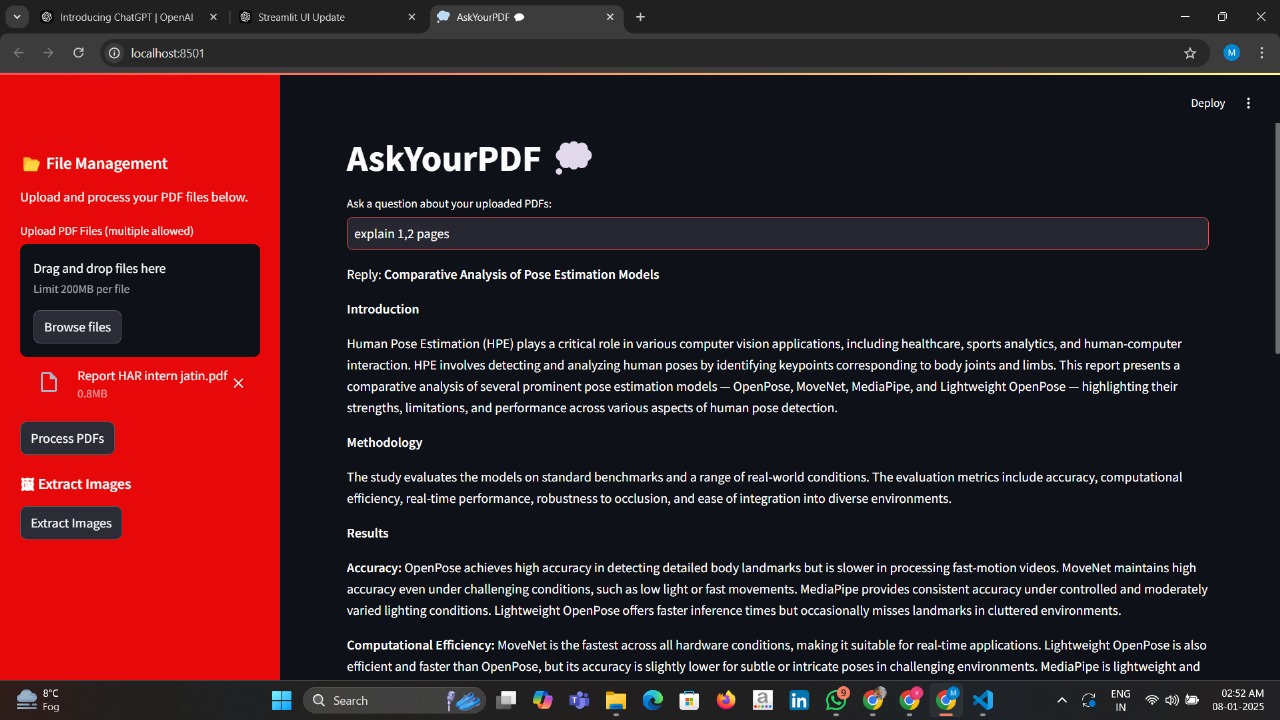 Introducing ChatGPT | OpenAI
Streamlit UI Update
AskYourPDF
localhost:8501
M
Deploy
File Management
Upload and process your PDF files below.
Upload PDF Files (multiple allowed)
Drag and drop files here
Limit 200MB per file
Browse files
Report HAR intern jatin.pdf
0.8MB
Process PDFs
Extract Images
Extract Images
AskYourPDF
Ask a question about your uploaded PDFs:
explain 1,2 pages
Reply: Comparative Analysis of Pose Estimation Models
Introduction
Human Pose Estimation (HPE) plays a critical role in various computer vision applications, including healthcare, sports analytics, and human-computer
interaction. HPE involves detecting and analyzing human poses by identifying keypoints corresponding to body joints and limbs. This report presents a
comparative analysis of several prominent pose estimation models — OpenPose,MoveNet, MediaPipe, and Lightweight OpenPose — highlighting their
strengths, limitations, and performance across various aspects of human pose detection.
Methodology
The study evaluates the models on standard benchmarks and a range of real-world conditions. The evaluation metrics include accuracy, computational
efficiency, real-time performance, robustness to occlusion, and ease of integration into diverse environments.
Results
Accuracy: OpenPose achieves high accuracy in detecting detailed body landmarks but is slower in processing fast-motion videos. MoveNet maintains high
accuracy even under challenging conditions, such as low light or fast movements. MediaPipe provides consistent accuracy under controlled and moderately
varied lighting conditions. Lightweight OpenPose offers faster inference times but occasionally misses landmarks in cluttered environments.
Computational Efficiency: MoveNet is the fastest across all hardware conditions, making it suitable for real-time applications. Lightweight OpenPose is also
efficient and faster than OpenPose, but its accuracy is slightly lower for subtle or intricate poses in challenging environments. MediaPipe is lightweight and
8°C
Fog
Search
a
in
9
V
M
ENG
IN
02:52 AM
08-01-2025